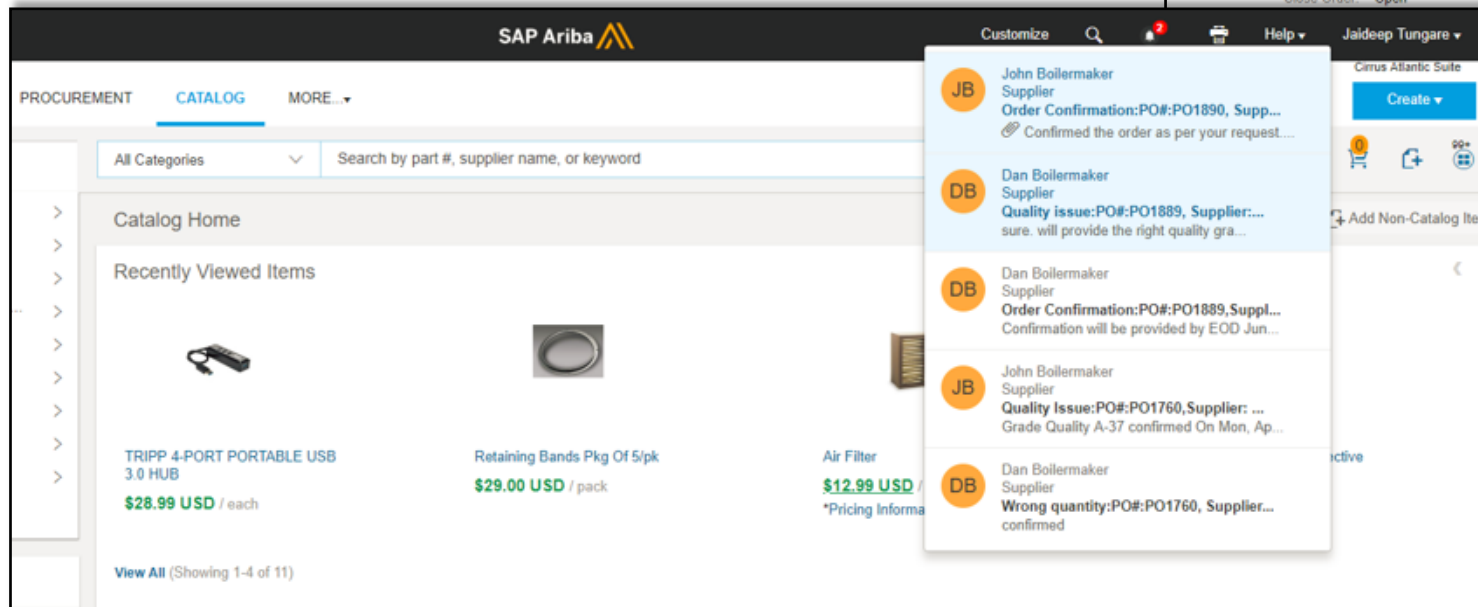 Close Order: Open
SAP Ariba
Customize
2
Help
Jaideep Tungare
Cirrus Atlantic Suite
PROCUREMENT
CATALOG
MORE...
Create
All Categories
Search by part #, supplier name, or keyword
0
99+
Catalog Home
Add Non-Catalog Ite
Recently Viewed Items
TRIPP 4-PORT PORTABLE USB
3.0 HUB
$28.99 USD / each
Retaining Bands Pkg Of 5/pk
$29.00 USD / pack
Air Filter
$12.99 USD /
*Pricing Informa
ective
View All (Showing 1-4 of 11)
JB
John Boilermaker
Supplier
Order Confirmation:PO#:PO1890, Supp...
Confirmed the order as per your request....
DB
Dan Boilermaker
Supplier
Quality issue:PO#:PO1889, Supplier:...
sure. will provide the right quality gra...
DB
Dan Boilermaker
Supplier
Order Confirmation:PO#:PO1889,Suppl...
Confirmation will be provided by EOD Jun...
JB
John Boilermaker
Supplier
Quality Issue:PO#:PO1760,Supplier: ...
Grade Quality A-37 confirmed On Mon, Ap...
DB
Dan Boilermaker
Supplier
Wrong quantity:PO#:PO1760, Supplier...
confirmed